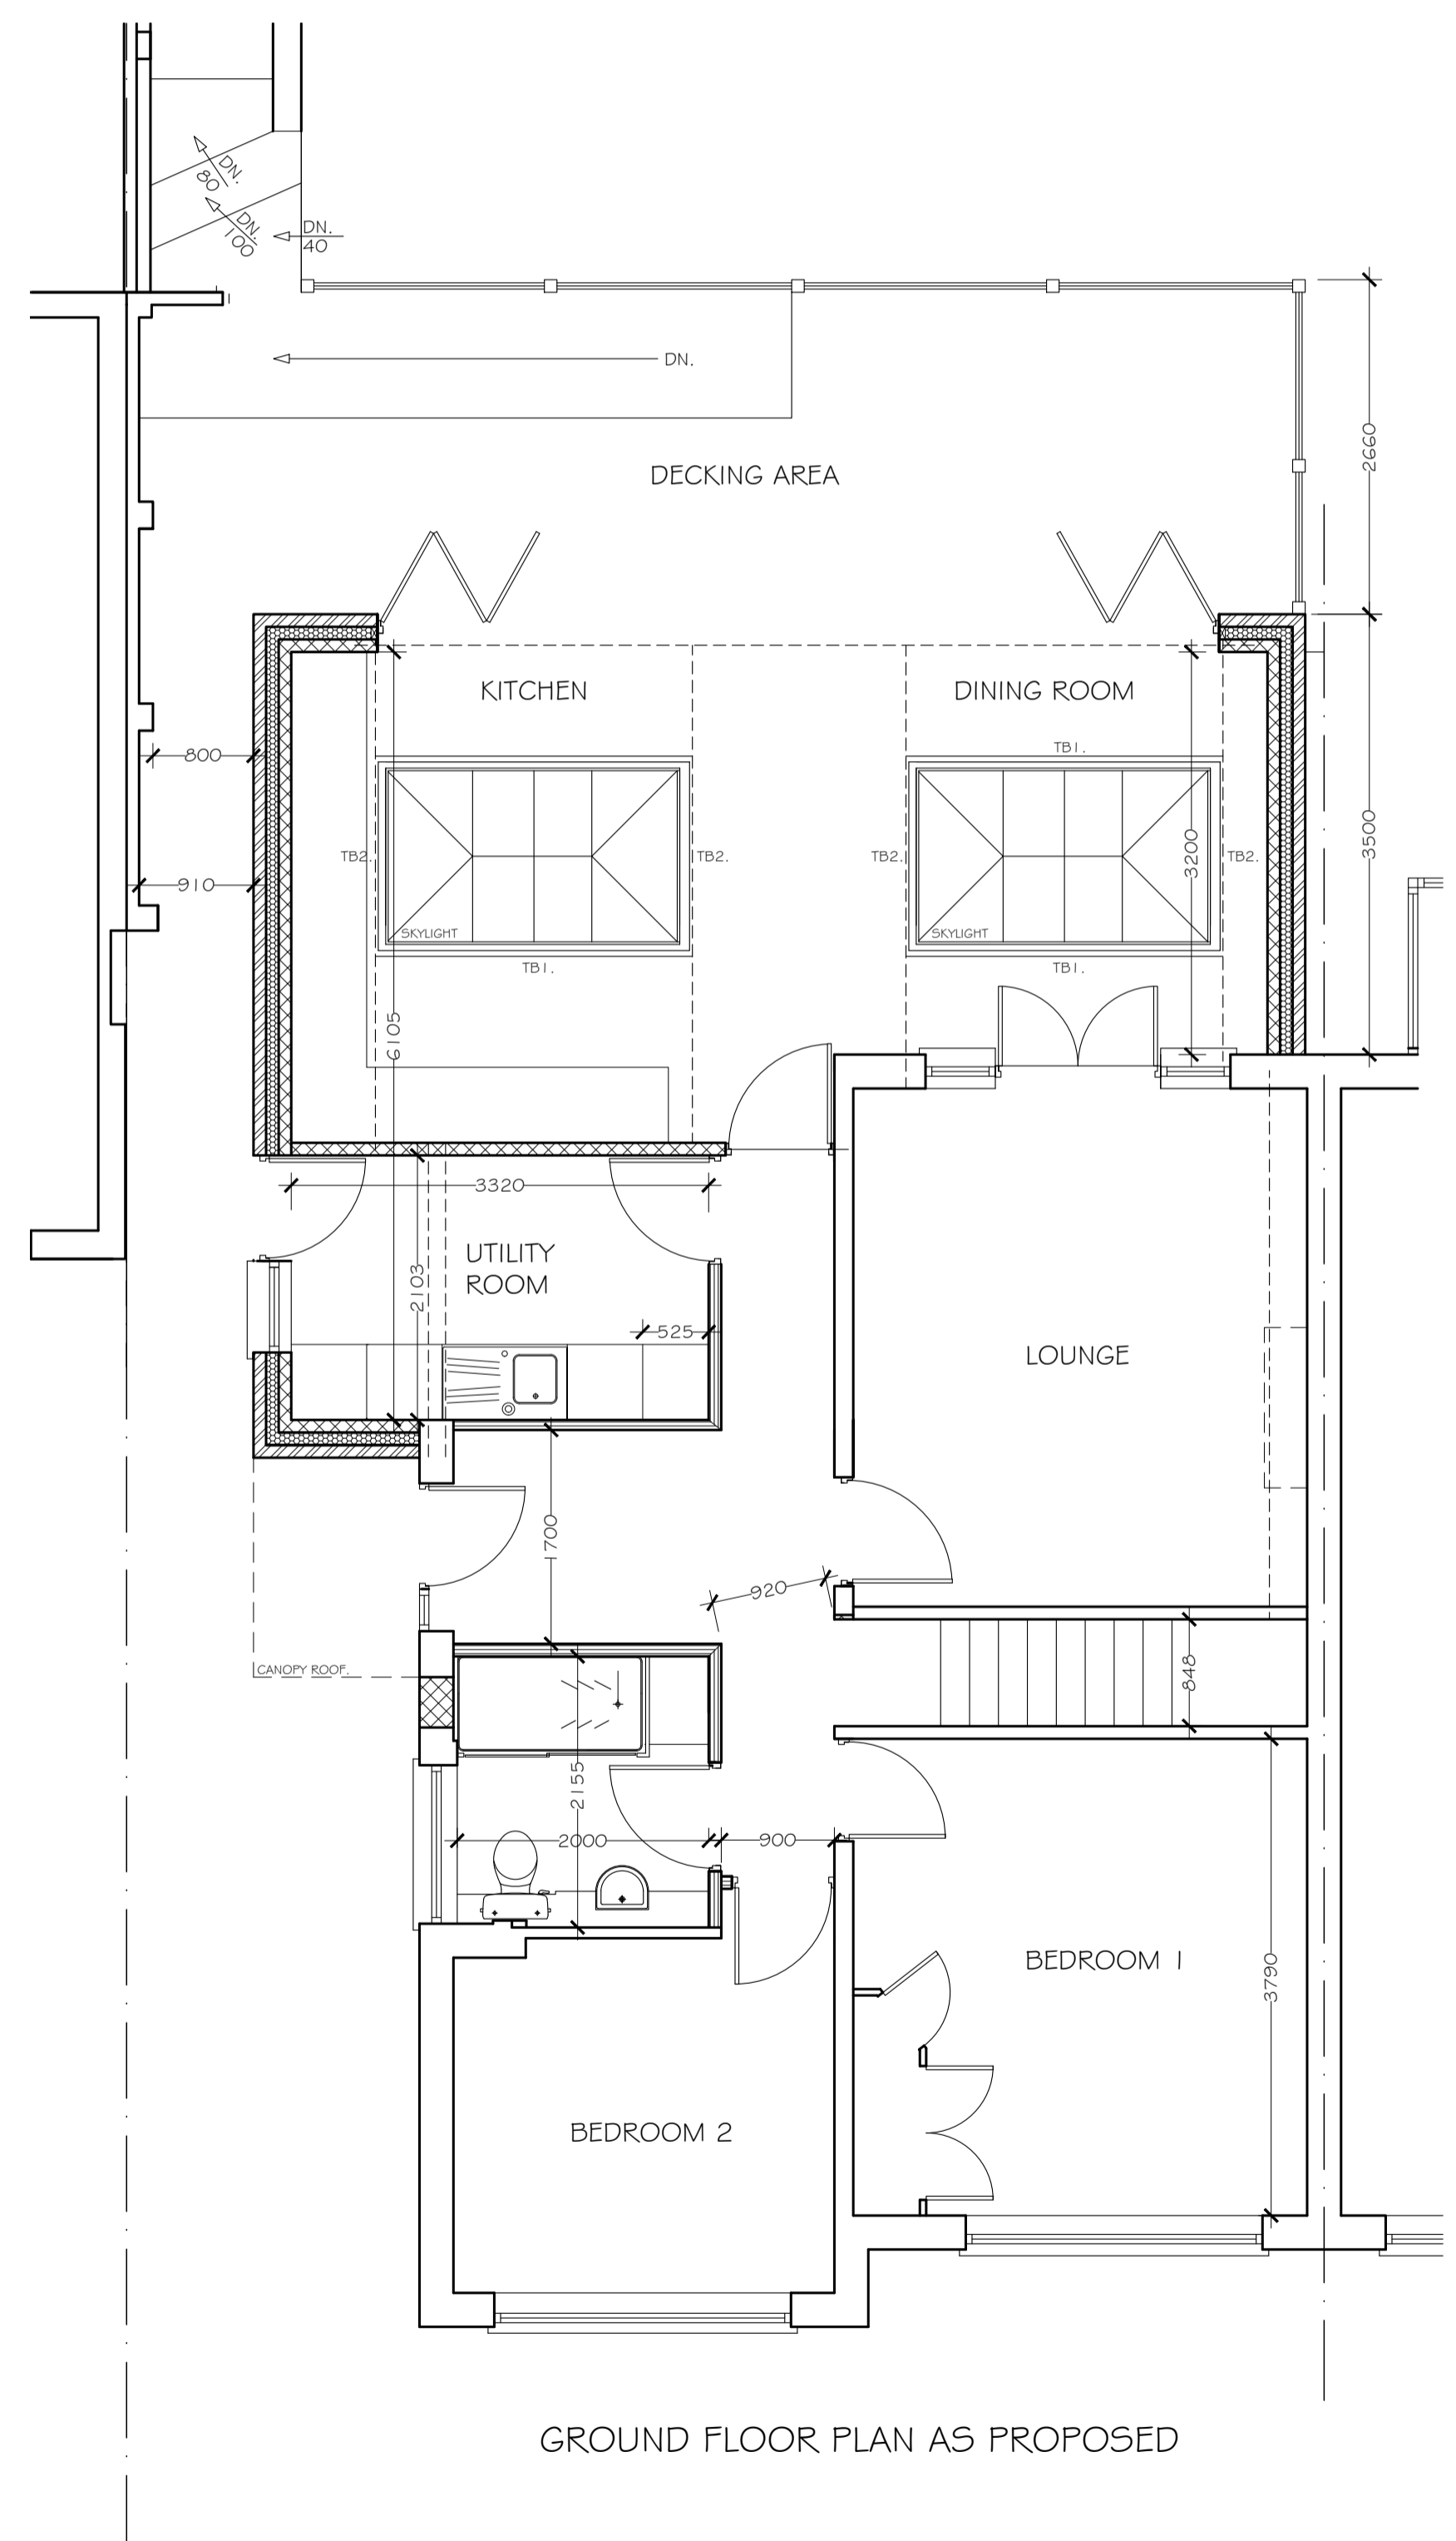 DN.
80
DN.
100
DN.
40
DN.
2660
DECKING AREA
KITCHEN
DINING ROOM
TB1.
800
3200
3500
TB2.
TB2.
TB2.
TB2.
910
SKYLIGHT
SKYLIGHT
TB1.
TB1.
6105
3320
UTILITY
ROOM
2103
525
LOUNGE
1700
920
CANOPY ROOF.
848
2155
2000
900
BEDROOM 1
3790
BEDROOM 2
GROUND FLOOR PLAN AS PROPOSED